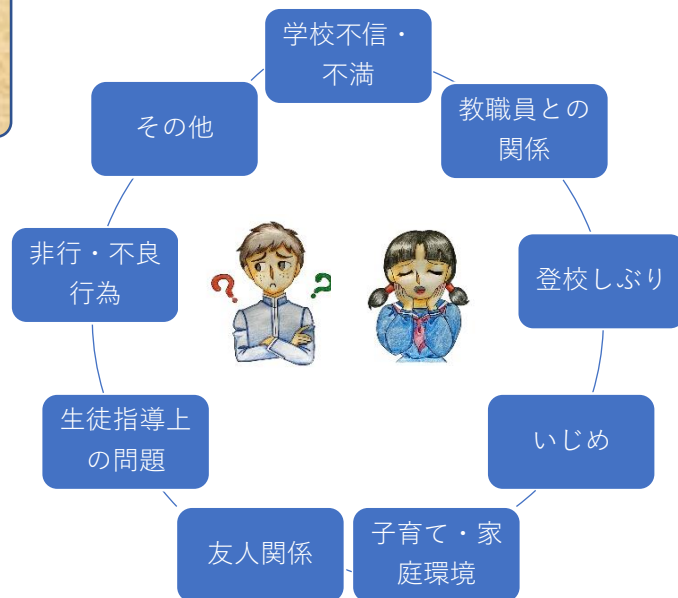 学校不信・
不満
教職員との
関係
登校しぶり
いじめ
子育て・家
庭環境
友人関係
生徒指導上
の問題
非行・不良
行為
その他
? ?